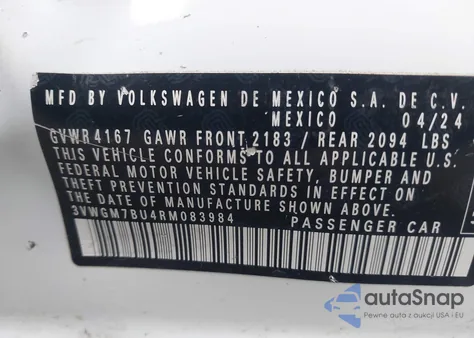 MFD BY VOLKSWAGEN DE MEXICO S.A. DE C.V.
MEXICO 04/24
GVWR 4167 GAWR FRONT 2183 / REAR 2094 LBS
THIS VEHICLE CONFORMS TO ALL APPLICABLE U.S.
FEDERAL MOTOR VEHICLE SAFETY, BUMPER AND
THEFT PREVENTION STANDARDS IN EFFECT ON
THE DATE OF MANUFACTURE SHOWN ABOVE.
3VWGM7BU4RM083984 PASSENGER CAR
autoSnap
Pewne auta z aukcji USA i EU